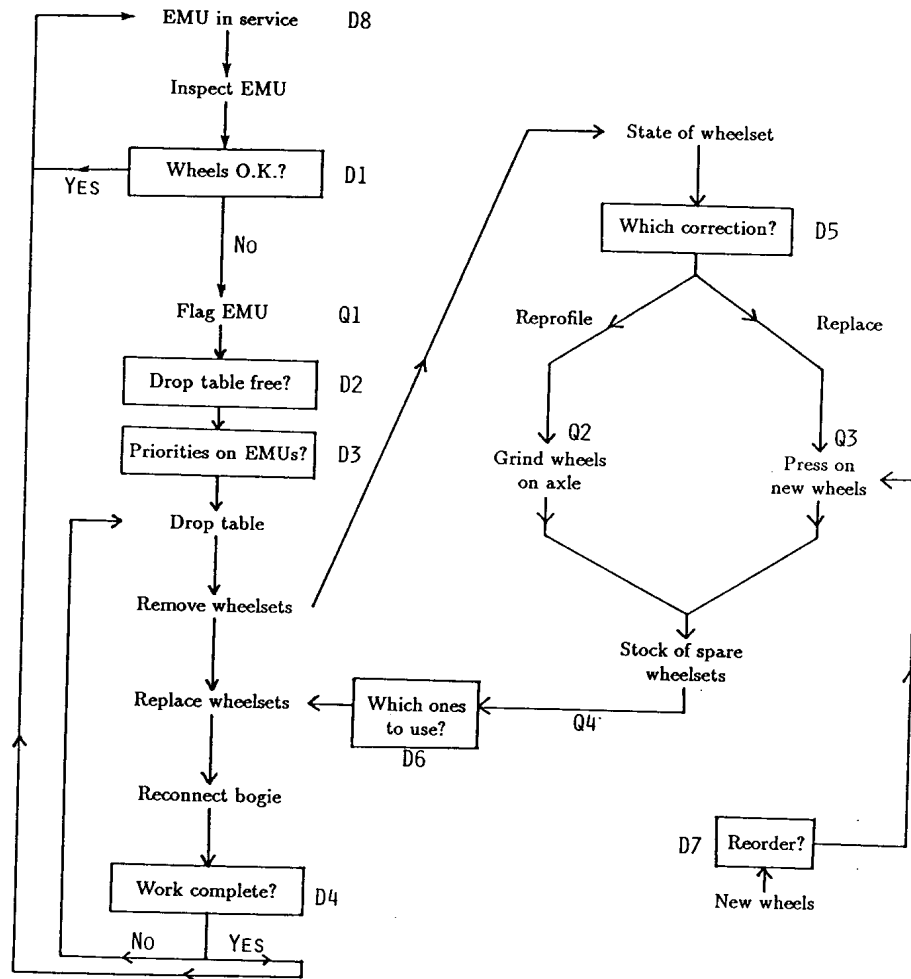 EMU in service D8
Inspect EMU
Wheels O.K.? D1
YES
NO
Flag EMU Q1
Drop table free? D2
Priorities on EMUs? D3
Drop table
Remove wheelsets
Replace wheelsets
Reconnect bogie
Work complete? D4
NO YES
State of wheelset
Which correction? D5
Reprofile Replace
Q2
Grind wheels
on axle
Q3
Press on
new wheels
Stock of spare
wheelsets
Q4
Which ones
to use?
D6
D7 Reorder?
New wheels